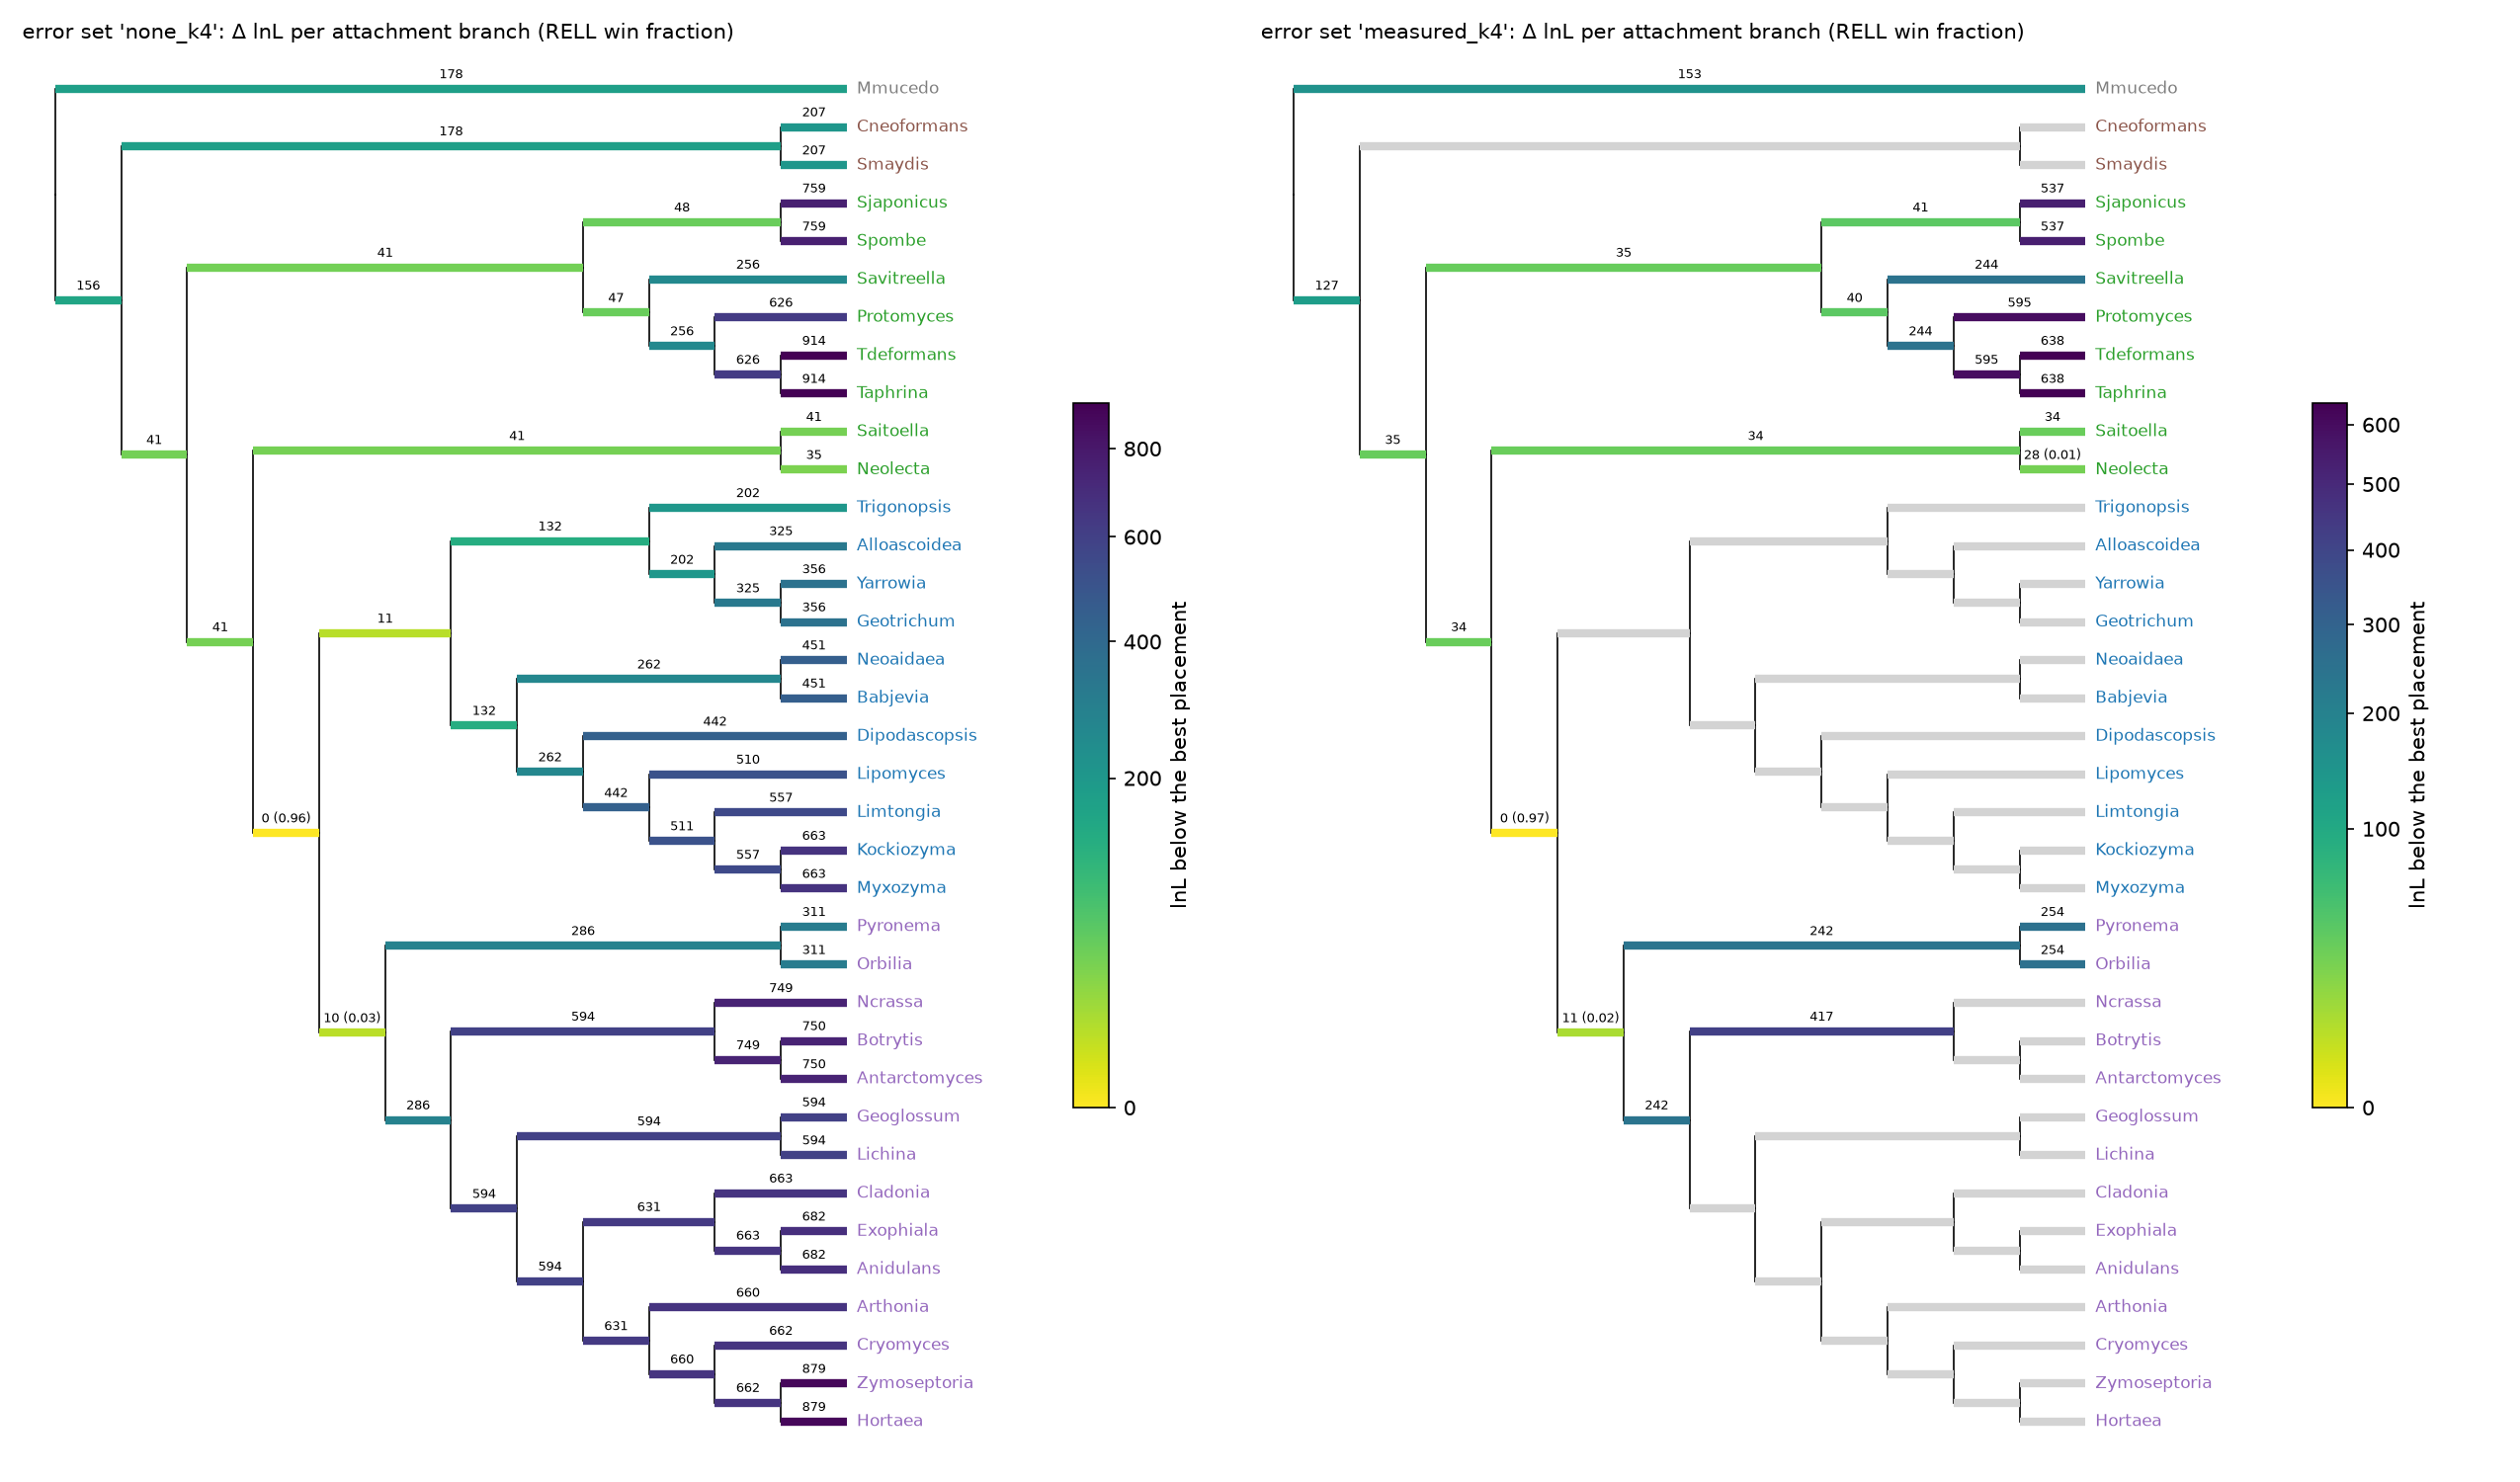 error set 'none_k4': Δ lnL per attachment branch (RELL win fraction)
178
Mmucedo
207
Cneoformans
178
207
Smaydis
759
Sjaponicus
48
759
Spombe
41
256
Savitreella
156
47
626
Protomyces
256
914
Tdeformans
626
914
Taphrina
41
Saitoella
41
41
35
Neolecta
202
Trigonopsis
132
325
Alloascoidea
202
356
Yarrowia
325
356
Geotrichum
11
41
451
Neoaidaea
262
451
Babjevia
132
442
Dipodascopsis
262
510
Lipomyces
442
557
Limtongia
0 (0.96)
511
663
Kockiozyma
557
663
Myxozyma
311
Pyronema
286
311
Orbilia
749
Ncrassa
10 (0.03)
594
750
Botrytis
749
750
Antarctomyces
286
594
Geoglossum
594
594
Lichina
663
Cladonia
594
631
682
Exophiala
663
682
Anidulans
594
660
Arthonia
631
662
Cryomyces
660
879
Zymoseptoria
662
879
Hortaea
800
600
400
200
0
lnL below the best placement
error set 'measured_k4': Δ lnL per attachment branch (RELL win fraction)
153
Mmucedo
Cneoformans
Smaydis
537
Sjaponicus
41
537
Spombe
35
244
Savitreella
127
40
595
Protomyces
244
638
Tdeformans
595
638
Taphrina
34
Saitoella
35
34
28 (0.01)
Neolecta
Trigonopsis
Alloascoidea
Yarrowia
Geotrichum
34
Neoaidaea
Babjevia
Dipodascopsis
Lipomyces
Limtongia
0 (0.97)
Kockiozyma
Myxozyma
254
Pyronema
242
254
Orbilia
Ncrassa
11 (0.02)
417
Botrytis
Antarctomyces
242
Geoglossum
Lichina
Cladonia
Exophiala
Anidulans
Arthonia
Cryomyces
Zymoseptoria
Hortaea
600
500
400
300
200
100
0
lnL below the best placement